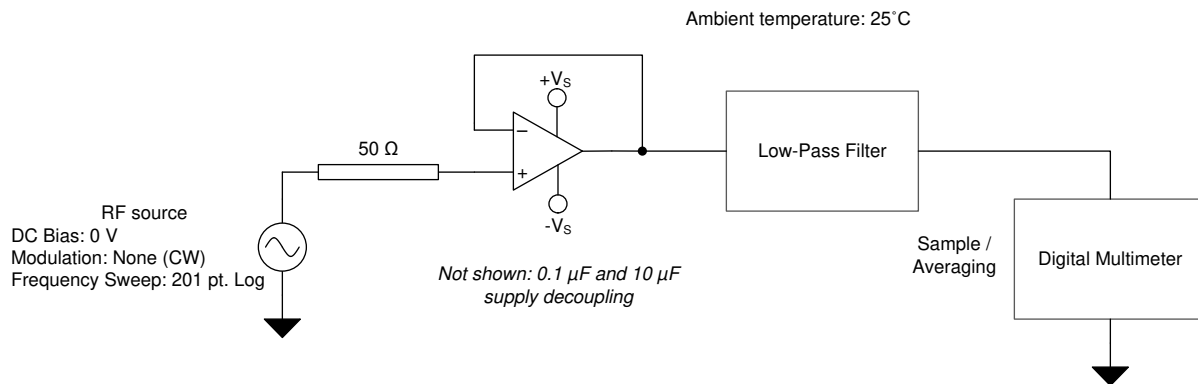 Ambient temperature: 25˚C
+VS
−
50 Ω
+
Low-Pass Filter
-VS
RF source
DC Bias: 0 V
Modulation: None (CW)
Frequency Sweep: 201 pt. Log
Not shown: 0.1 µF and 10 µF
supply decoupling
Sample /
Averaging
Digital Multimeter